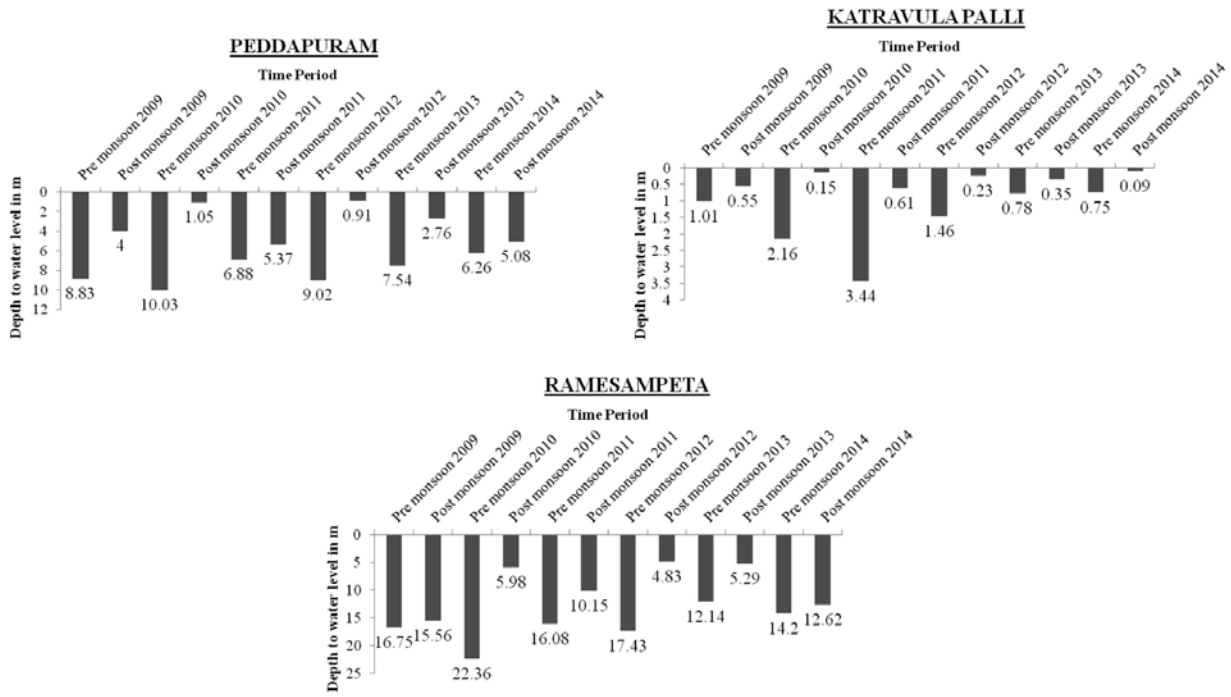 PEDDAPURAM
Time Period
Pre monsoon 2009
Post monsoon 2009
Pre monsoon 2010
Post monsoon 2010
Pre monsoon 2011
Post monsoon 2011
Pre monsoon 2012
Post monsoon 2012
Pre monsoon 2013
Post monsoon 2013
Pre monsoon 2014
Post monsoon 2014
Depth to water level in m
0
2
4
6
8
10
12
8.83
4
10.03
1.05
6.88
5.37
9.02
0.91
7.54
2.76
6.26
5.08
KATRAVULAPALLI
Time Period
Pre monsoon 2009
Post monsoon 2009
Pre monsoon 2010
Post monsoon 2010
Pre monsoon 2011
Post monsoon 2011
Pre monsoon 2012
Post monsoon 2012
Pre monsoon 2013
Post monsoon 2013
Pre monsoon 2014
Post monsoon 2014
Depth to water level in m
0
0.5
1
1.5
2
2.5
3
3.5
4
1.01
0.55
2.16
0.15
3.44
0.61
1.46
0.23
0.78
0.35
0.75
0.09
RAMESAMPETA
Time Period
Pre monsoon 2009
Post monsoon 2009
Pre monsoon 2010
Post monsoon 2010
Pre monsoon 2011
Post monsoon 2011
Pre monsoon 2012
Post monsoon 2012
Pre monsoon 2013
Post monsoon 2013
Pre monsoon 2014
Post monsoon 2014
Depth to water level in m
0
5
10
15
20
25
16.75
15.56
22.36
5.98
16.08
10.15
17.43
4.83
12.14
5.29
14.2
12.62